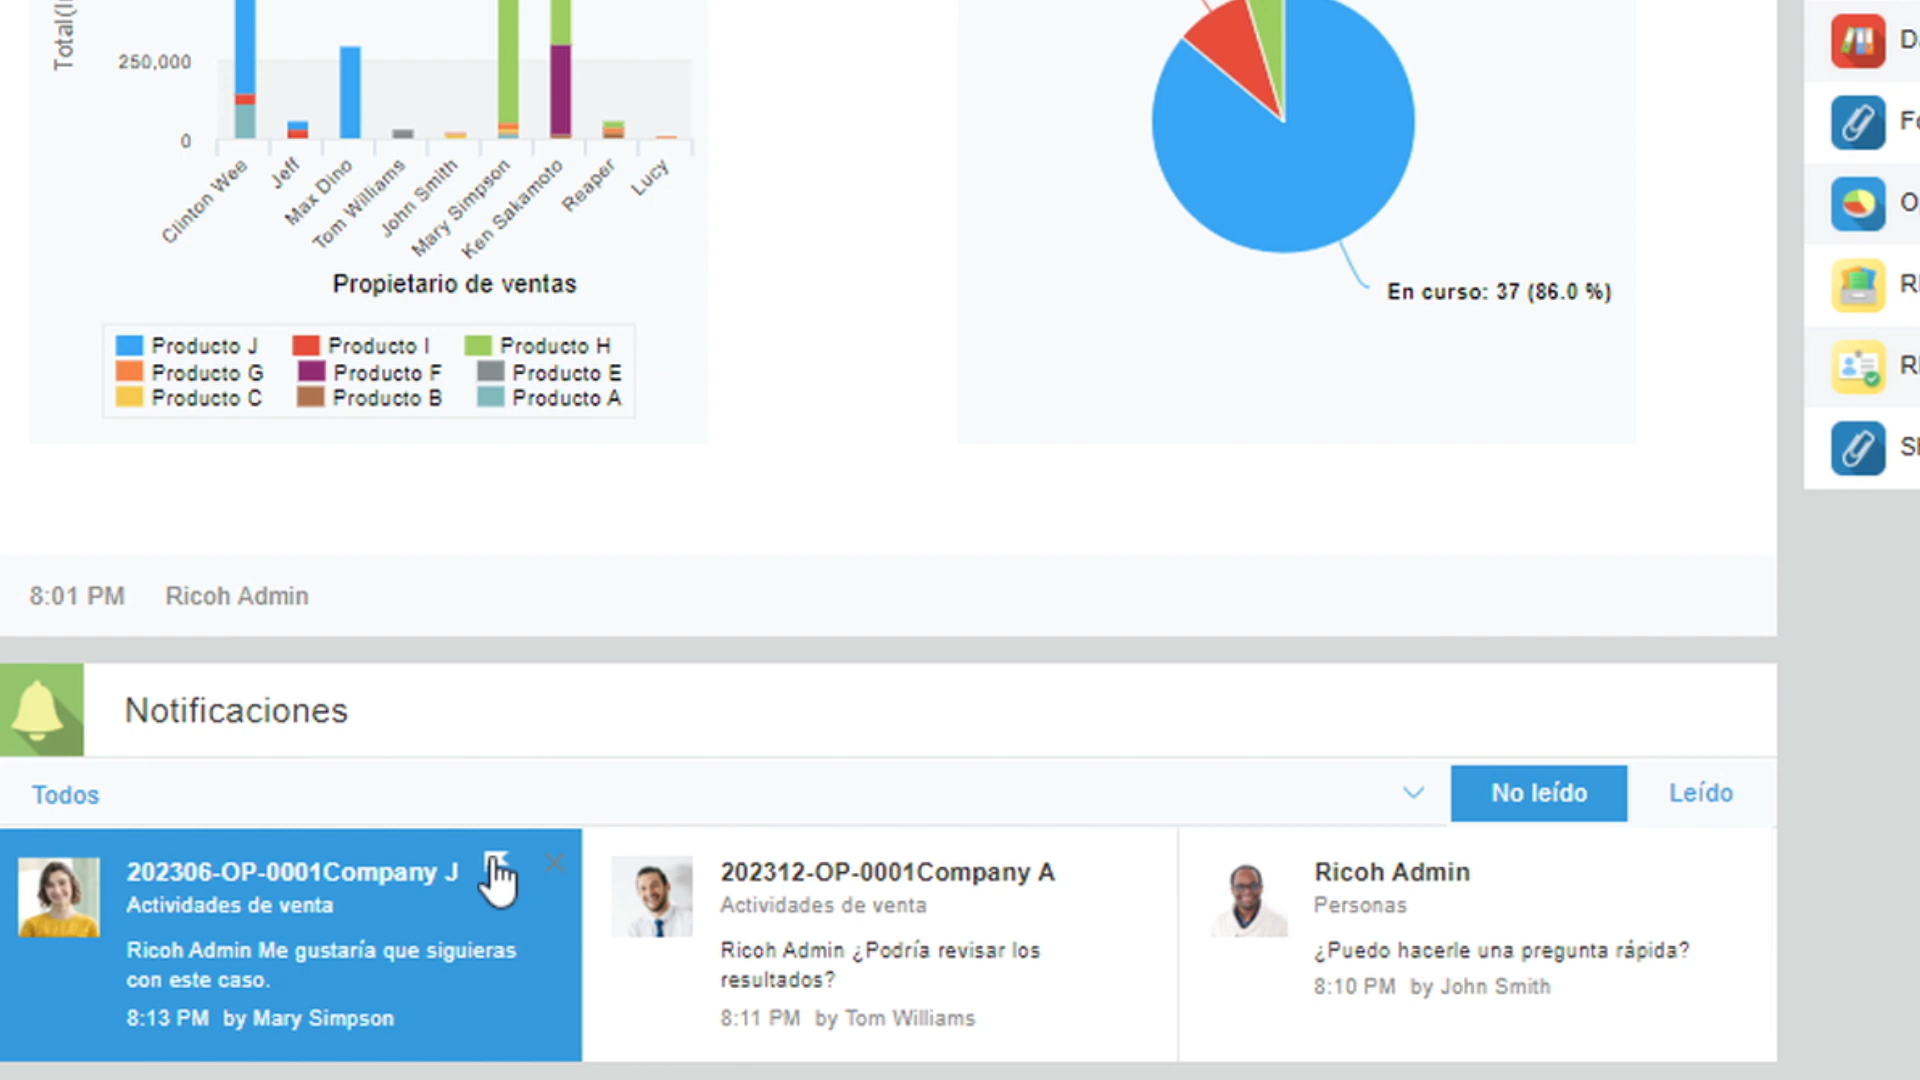 250,000
0
Clinton Wee
Jeff
Max Dino
Tom Williams
John Smith
Mary Simpson
Ken Sakamoto
Reaper
Lucy
Propietario de ventas
Producto J Producto I Producto H
Producto G Producto F Producto E
Producto C Producto B Producto A
En curso: 37 (86.0 %)
8:01 PM Ricoh Admin
Notificaciones
Todos
No leído Leído
202306-OP-0001Company J
Actividades de venta
Ricoh Admin Me gustaría que siguieras
con este caso.
8:13 PM by Mary Simpson
202312-OP-0001Company A
Actividades de venta
Ricoh Admin ¿Podría revisar los
resultados?
8:11 PM by Tom Williams
Ricoh Admin
Personas
¿Puedo hacerle una pregunta rápida?
8:10 PM by John Smith